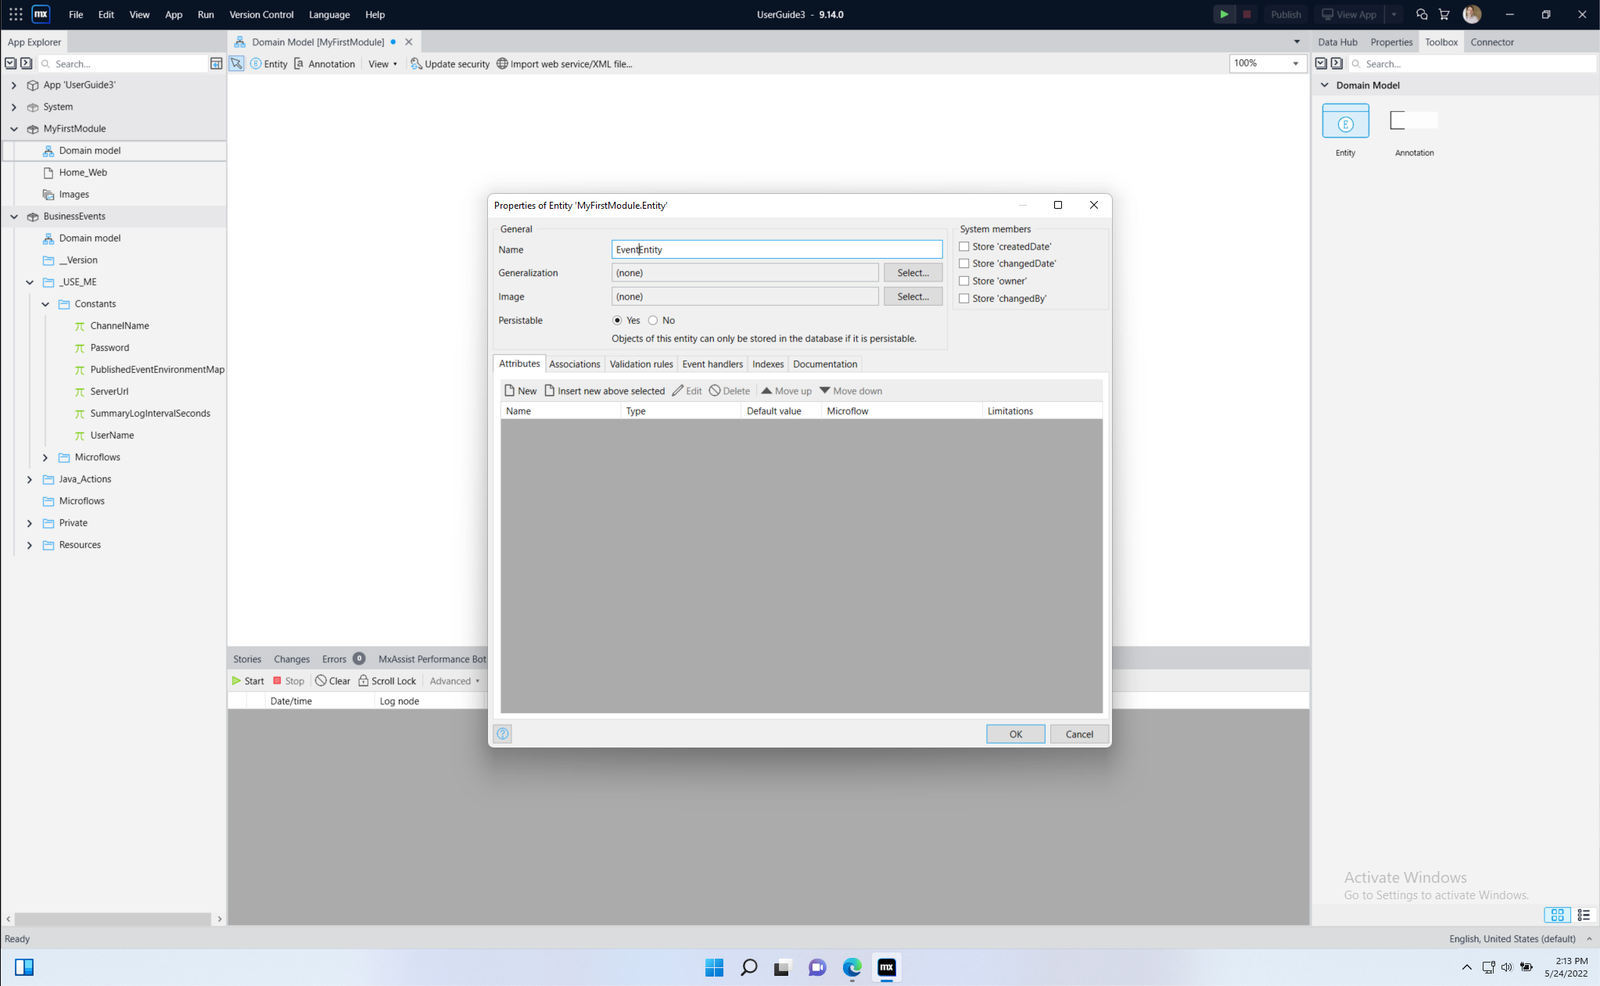 mx File Edit View App Run Version Control Language Help UserGuide3 - 9.14.0 Publish View App
App Explorer Domain Model [MyFirstModule] Data Hub Properties Toolbox Connector
Search... Entity Annotation View Update security Import web service/XML file... 100% Search...
App 'UserGuide3'
System
MyFirstModule
Domain model
Home_Web
Images
BusinessEvents
Domain model
__Version
_USE_ME
Constants
ChannelName
Password
PublishedEventEnvironmentMap
ServerUrl
SummaryLogIntervalSeconds
UserName
Microflows
Java_Actions
Microflows
Private
Resources
Properties of Entity 'MyFirstModule.Entity'
General
Name EventEntity
Generalization (none) Select...
Image (none) Select...
Persistable Yes No
Objects of this entity can only be stored in the database if it is persistable.
System members
Store 'createdDate'
Store 'changedDate'
Store 'owner'
Store 'changedBy'
Attributes Associations Validation rules Event handlers Indexes Documentation
New Insert new above selected Edit Delete Move up Move down
Name Type Default value Microflow Limitations
OK Cancel
Stories Changes Errors 0 MxAssist Performance Bot
Start Stop Clear Scroll Lock Advanced
Date/time Log node
Domain Model
Entity Annotation
Activate Windows
Go to Settings to activate Windows.
Ready English, United States (default)
mx
2:13 PM
5/24/2022